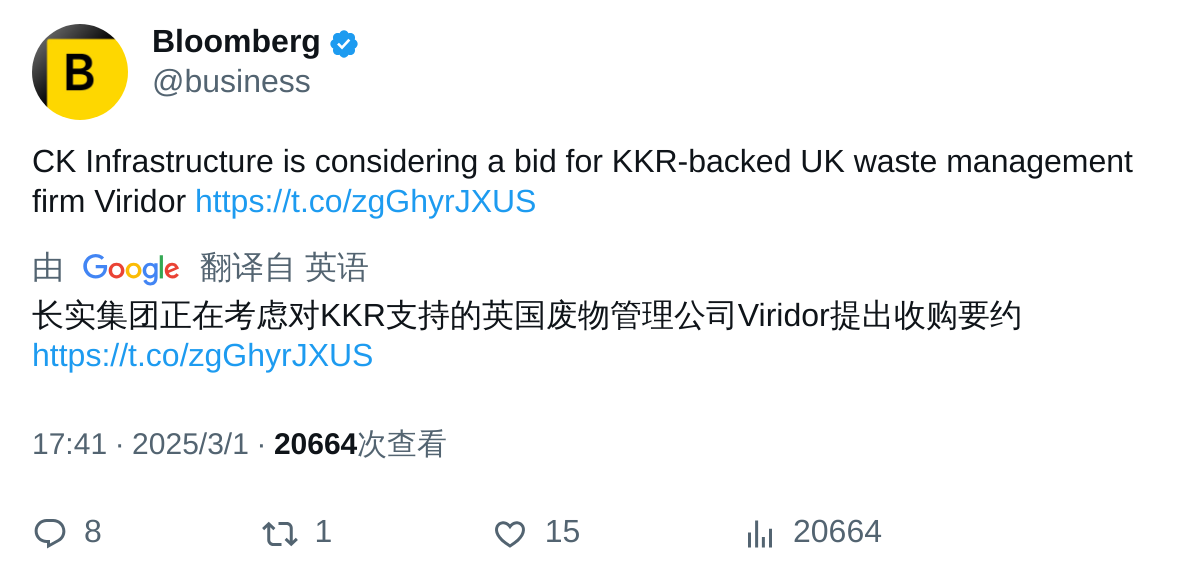 B
Bloomberg
@business
CK Infrastructure is considering a bid for KKR-backed UK waste management
firm Viridor https://t.co/zgGhyrJXUS
由 Google 翻译自 英语
长实集团正在考虑对KKR支持的英国废物管理公司Viridor提出收购要约
https://t.co/zgGhyrJXUS
17:41 · 2025/3/1 · 20664次查看
8 1 15 20664